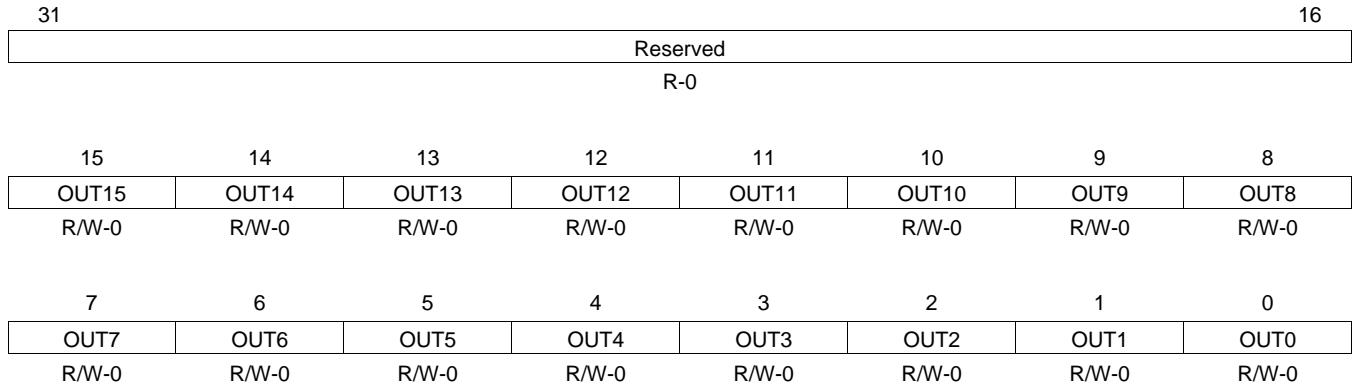 31 16
Reserved
R-0
15 14 13 12 11 10 9 8
OUT15 OUT14 OUT13 OUT12 OUT11 OUT10 OUT9 OUT8
R/W-0 R/W-0 R/W-0 R/W-0 R/W-0 R/W-0 R/W-0 R/W-0
7 6 5 4 3 2 1 0
OUT7 OUT6 OUT5 OUT4 OUT3 OUT2 OUT1 OUT0
R/W-0 R/W-0 R/W-0 R/W-0 R/W-0 R/W-0 R/W-0 R/W-0